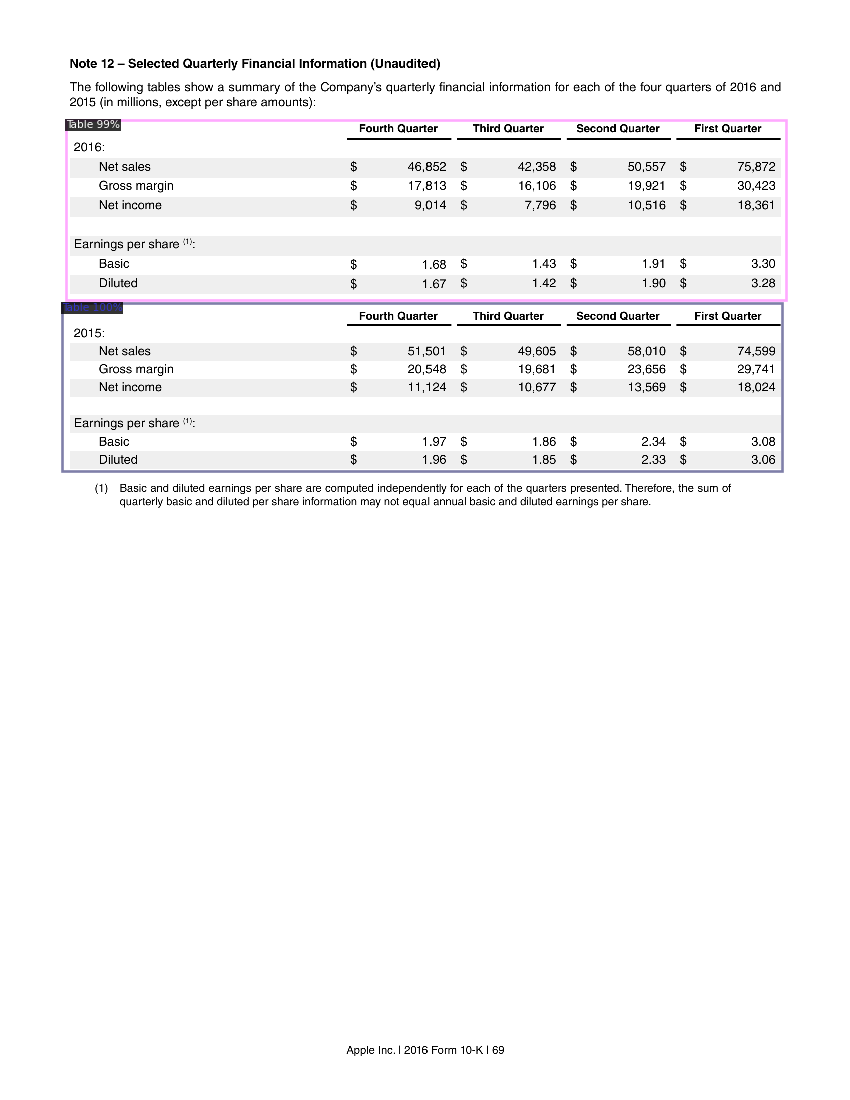 Note 12 – Selected Quarterly Financial Information (Unaudited)
The following tables show a summary of the Company's quarterly financial information for each of the four quarters of 2016 and
2015 (in millions, except per share amounts):
Table 99%
Fourth Quarter Third Quarter Second Quarter First Quarter
2016:
Net sales $ 46,852 $ 42,358 $ 50,557 $ 75,872
Gross margin $ 17,813 $ 16,106 $ 19,921 $ 30,423
Net income $ 9,014 $ 7,796 $ 10,516 $ 18,361
Earnings per share (1):
Basic $ 1.68 $ 1.43 $ 1.91 $ 3.30
Diluted $ 1.67 $ 1.42 $ 1.90 $ 3.28
Table 100%
Fourth Quarter Third Quarter Second Quarter First Quarter
2015:
Net sales $ 51,501 $ 49,605 $ 58,010 $ 74,599
Gross margin $ 20,548 $ 19,681 $ 23,656 $ 29,741
Net income $ 11,124 $ 10,677 $ 13,569 $ 18,024
Earnings per share (1):
Basic $ 1.97 $ 1.86 $ 2.34 $ 3.08
Diluted $ 1.96 $ 1.85 $ 2.33 $ 3.06
(1) Basic and diluted earnings per share are computed independently for each of the quarters presented. Therefore, the sum of
quarterly basic and diluted per share information may not equal annual basic and diluted earnings per share.
Apple Inc. | 2016 Form 10-K | 69